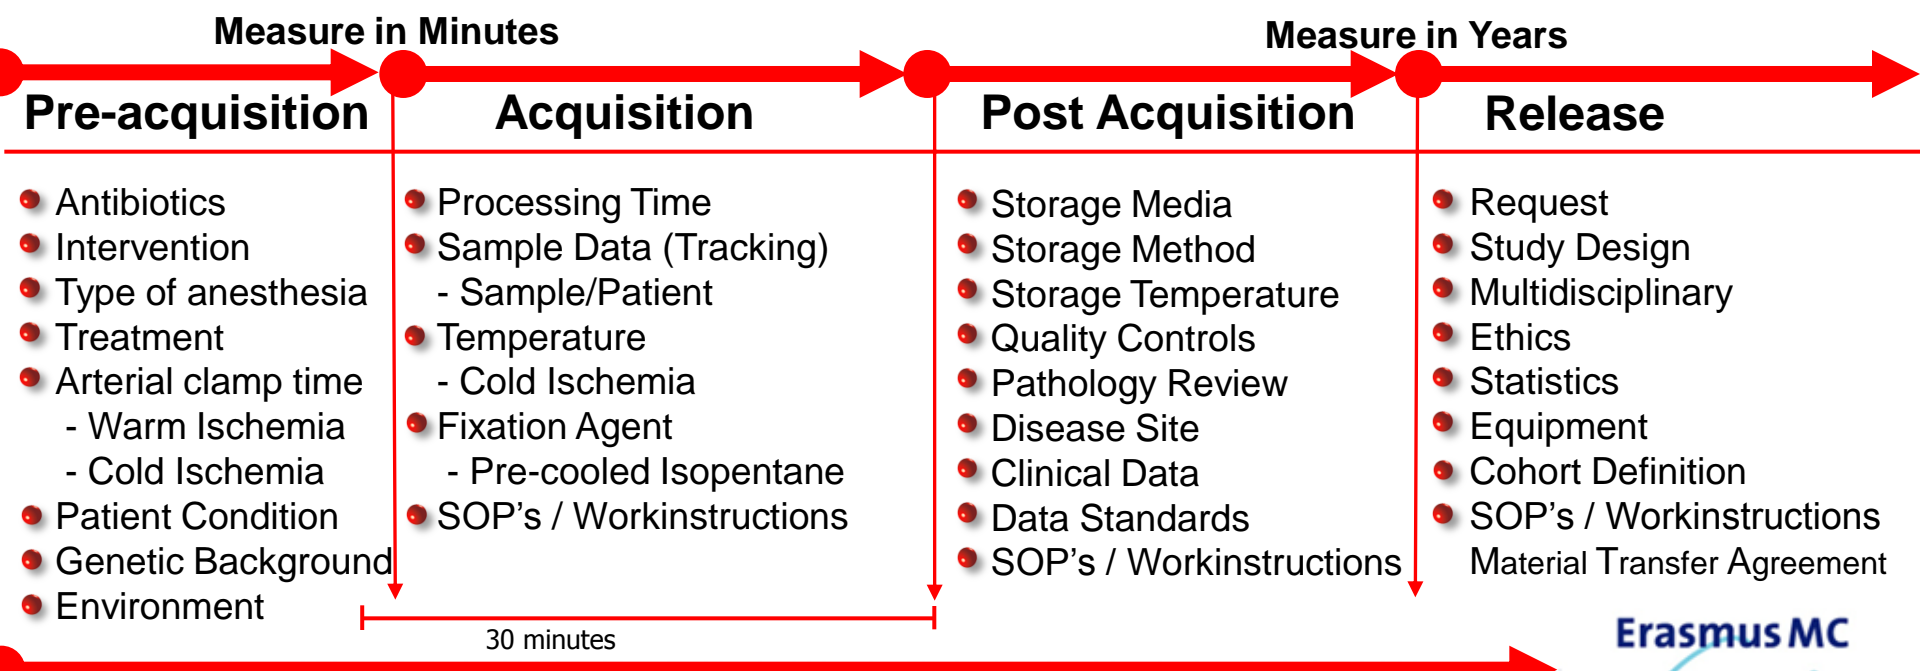 Measure in Minutes
Measure in Years
Pre-acquisition
Acquisition
Post Acquisition
Release
Antibiotics
Intervention
Type of anesthesia
Treatment
Arterial clamp time
- Warm Ischemia
- Cold Ischemia
Patient Condition
Genetic Background
Environment
Processing Time
Sample Data (Tracking)
- Sample/Patient
Temperature
- Cold Ischemia
Fixation Agent
- Pre-cooled Isopentane
SOP's / Workinstructions
Storage Media
Storage Method
Storage Temperature
Quality Controls
Pathology Review
Disease Site
Clinical Data
Data Standards
SOP's / Workinstructions
Request
Study Design
Multidisciplinary
Ethics
Statistics
Equipment
Cohort Definition
SOP's / Workinstructions
Material Transfer Agreement
30 minutes
Erasmus MC